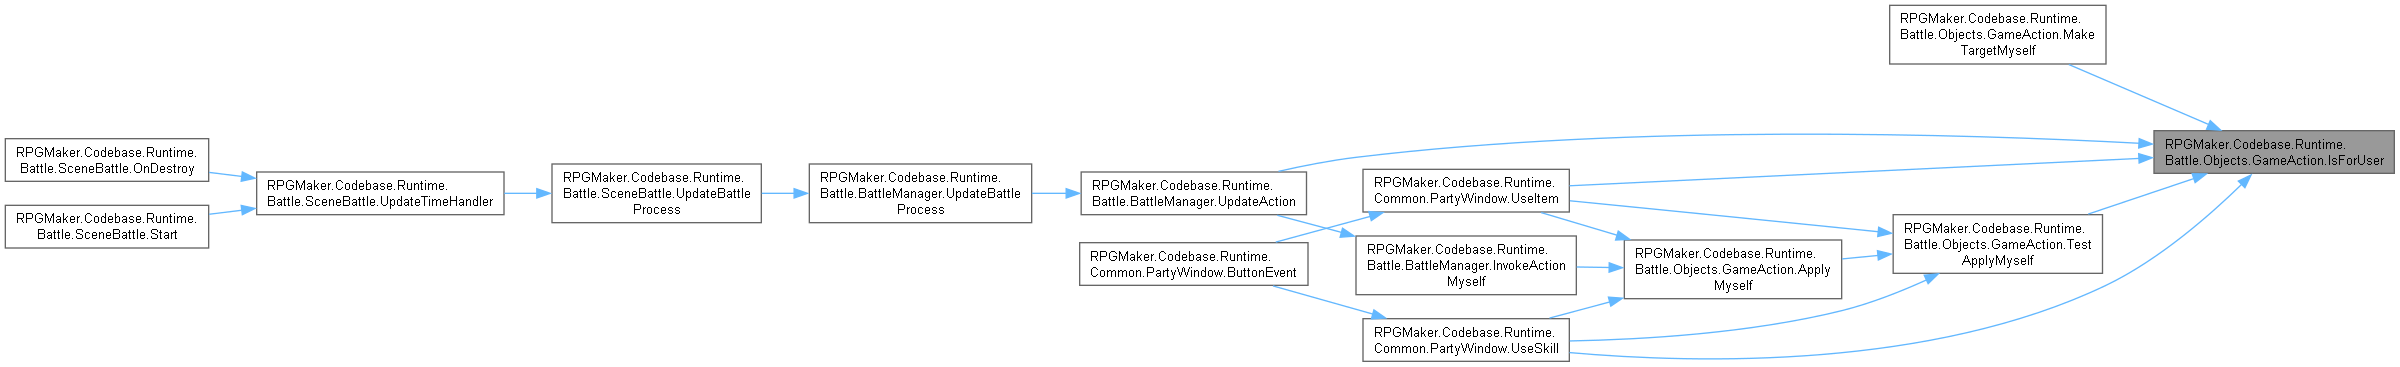 RPGMaker.Codebase.Runtime.
Battle.SceneBattle.OnDestroy
RPGMaker.Codebase.Runtime.
Battle.SceneBattle.Start
RPGMaker.Codebase.Runtime.
Battle.SceneBattle.UpdateTimeHandler
RPGMaker.Codebase.Runtime.
Battle.SceneBattle.UpdateBattle
Process
RPGMaker.Codebase.Runtime.
Battle.BattleManager.UpdateBattle
Process
RPGMaker.Codebase.Runtime.
Battle.BattleManager.UpdateAction
RPGMaker.Codebase.Runtime.
Common.PartyWindow.ButtonEvent
RPGMaker.Codebase.Runtime.
Common.PartyWindow.UseItem
RPGMaker.Codebase.Runtime.
Battle.BattleManager.InvokeAction
Myself
RPGMaker.Codebase.Runtime.
Common.PartyWindow.UseSkill
RPGMaker.Codebase.Runtime.
Battle.Objects.GameAction.Apply
Myself
RPGMaker.Codebase.Runtime.
Battle.Objects.GameAction.Make
TargetMyself
RPGMaker.Codebase.Runtime.
Battle.Objects.GameAction.Test
ApplyMyself
RPGMaker.Codebase.Runtime.
Battle.Objects.GameAction.IsForUser